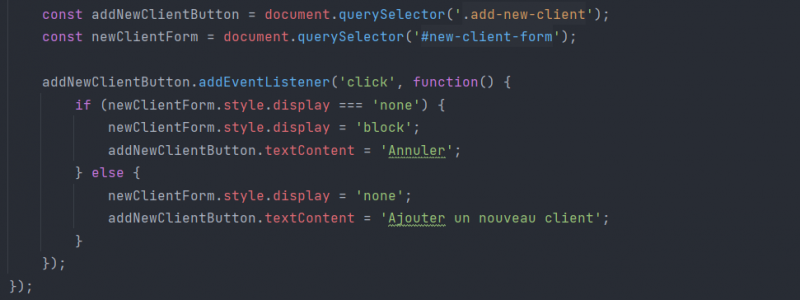 const addNewClientButton = document.querySelector('.add-new-client');
const newClientForm = document.querySelector('#new-client-form');
addNewClientButton.addEventListener('click', function() {
if (newClientForm.style.display === 'none') {
newClientForm.style.display = 'block';
addNewClientButton.textContent = 'Annuler';
} else {
newClientForm.style.display = 'none';
addNewClientButton.textContent = 'Ajouter un nouveau client';
}
});
});